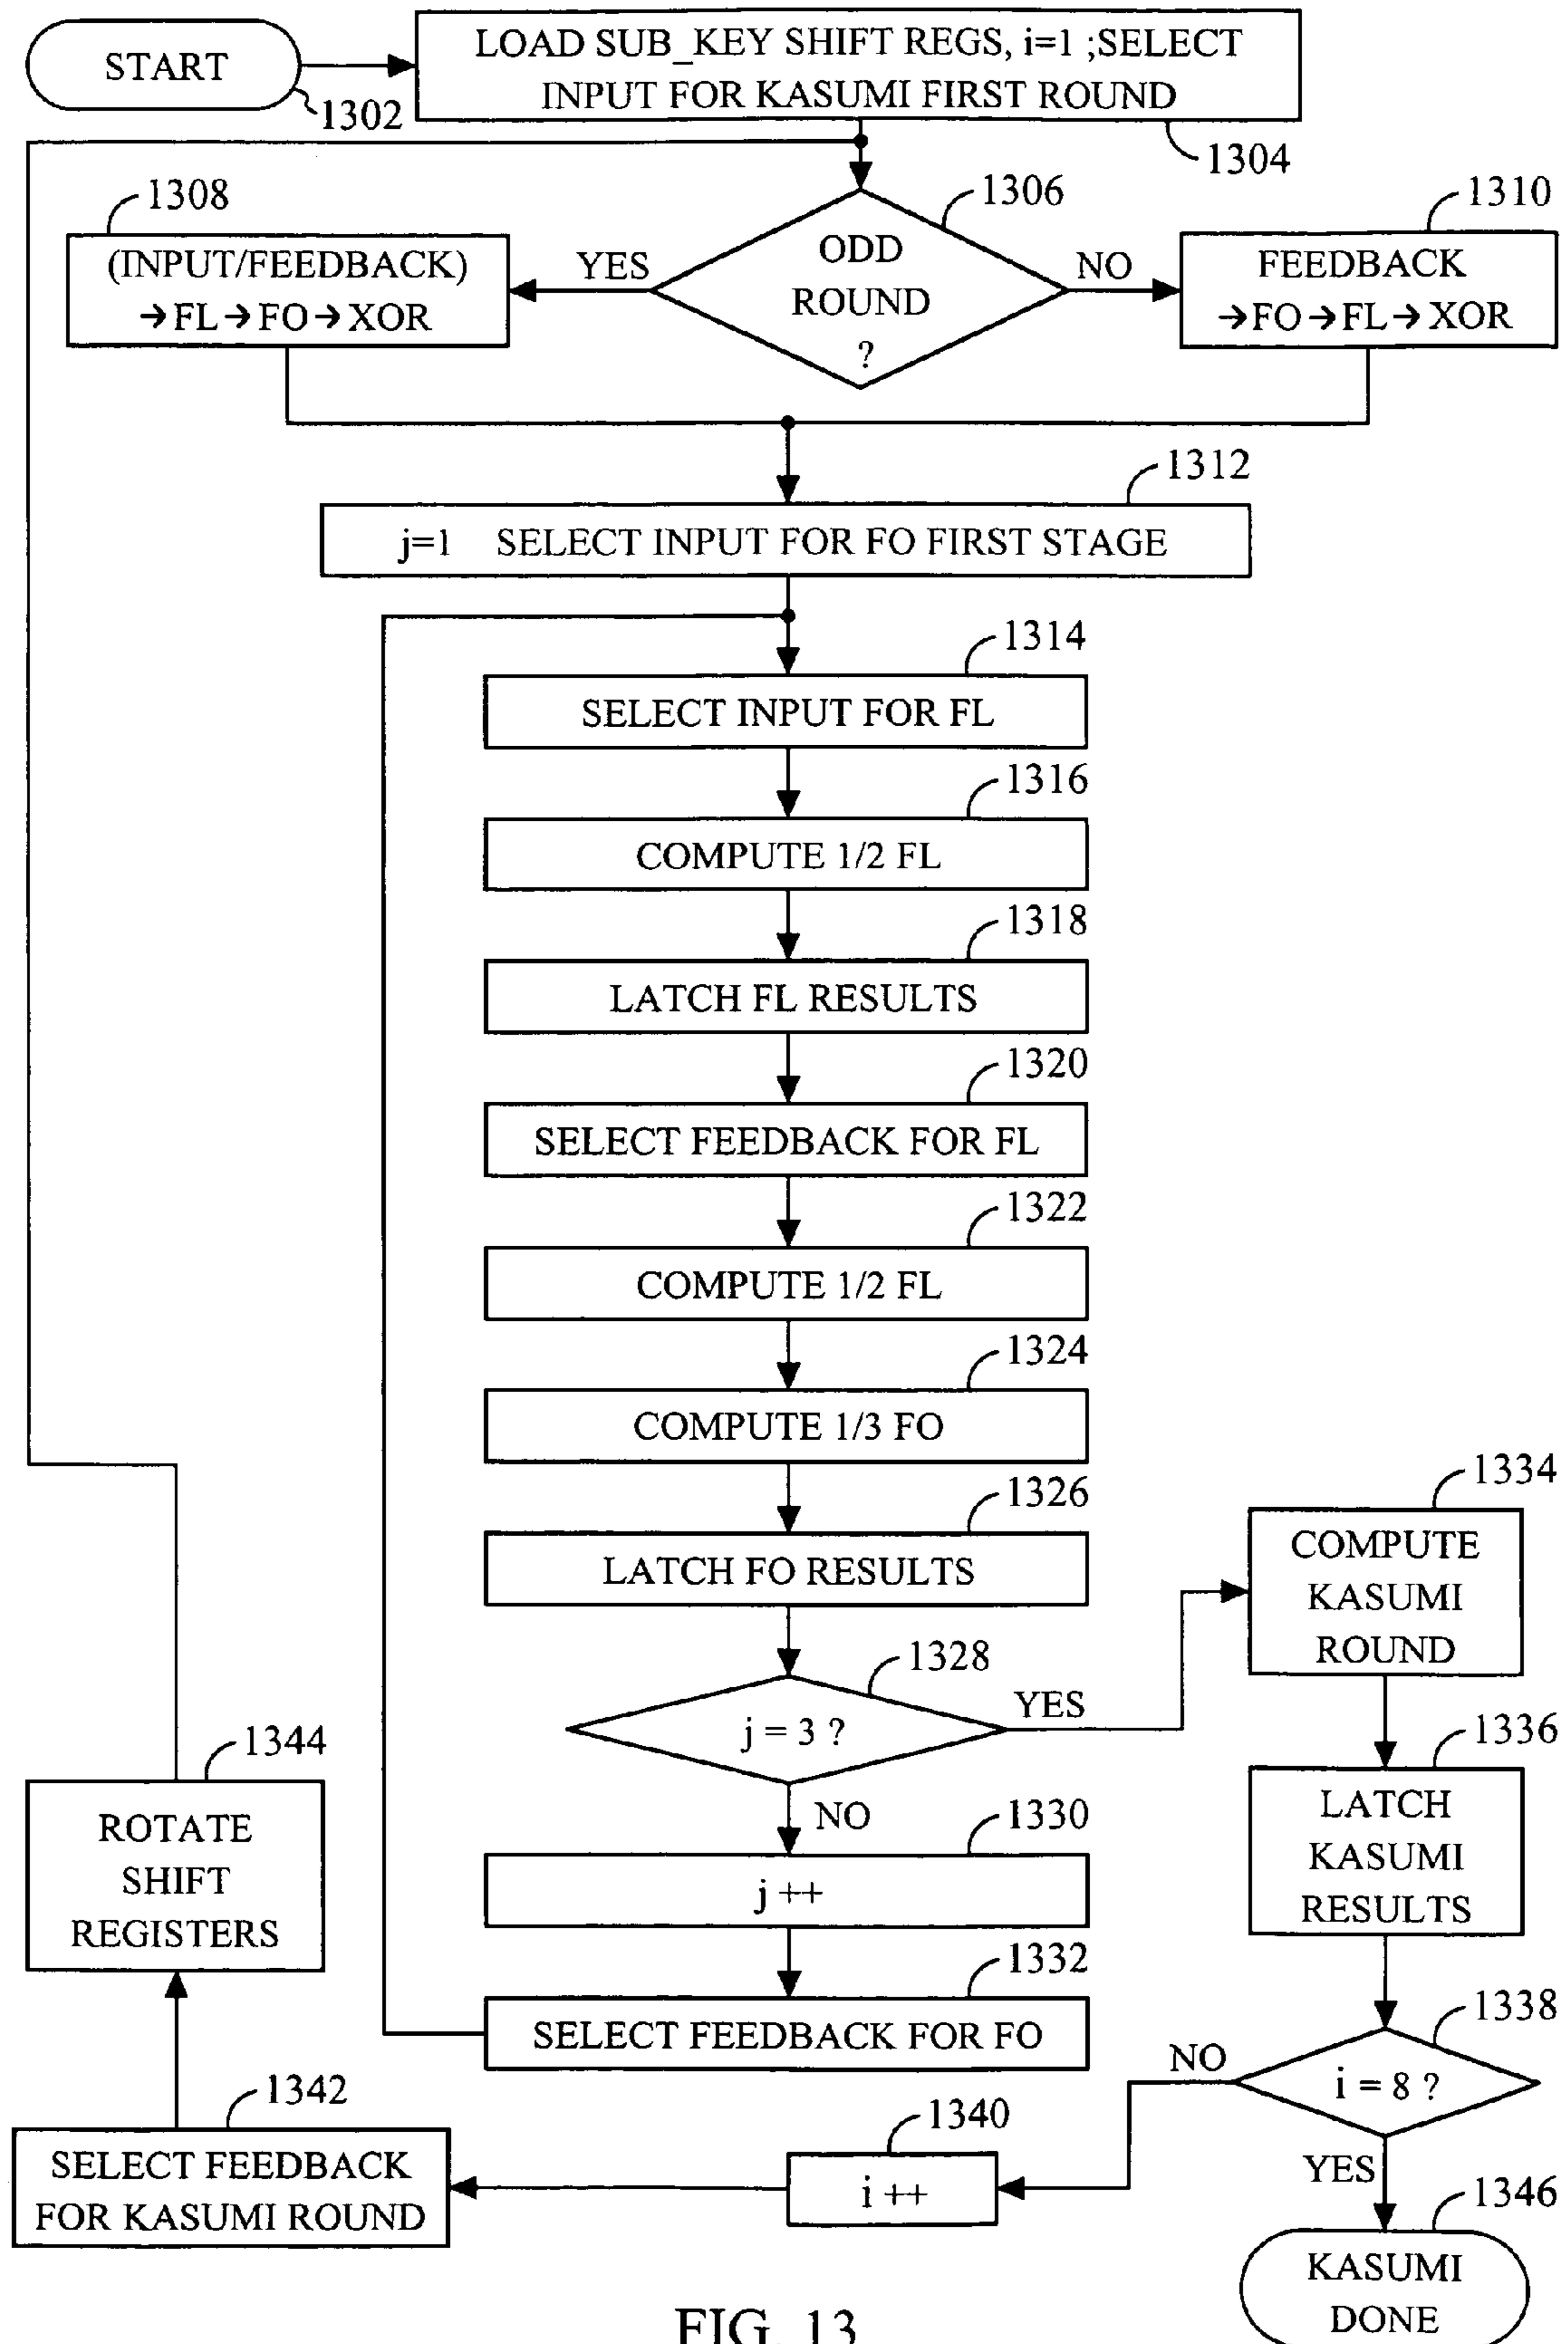 START
1302
LOAD SUB_KEY SHIFT REGS, i=1 ;SELECT
INPUT FOR KASUMI FIRST ROUND
1304
1306
ODD
ROUND
?
YES
NO
1308
(INPUT/FEEDBACK)
→FL→FO→XOR
1310
FEEDBACK
→FO→FL→XOR
1312
j=1 SELECT INPUT FOR FO FIRST STAGE
1314
SELECT INPUT FOR FL
1316
COMPUTE 1/2 FL
1318
LATCH FL RESULTS
1320
SELECT FEEDBACK FOR FL
1322
COMPUTE 1/2 FL
1324
COMPUTE 1/3 FO
1326
LATCH FO RESULTS
1328
j = 3 ?
YES
NO
1330
j ++
1332
SELECT FEEDBACK FOR FO
1334
COMPUTE
KASUMI
ROUND
1336
LATCH
KASUMI
RESULTS
1338
i = 8 ?
NO
YES
1340
i ++
1342
SELECT FEEDBACK
FOR KASUMI ROUND
1344
ROTATE
SHIFT
REGISTERS
1346
KASUMI
DONE
FIG. 13